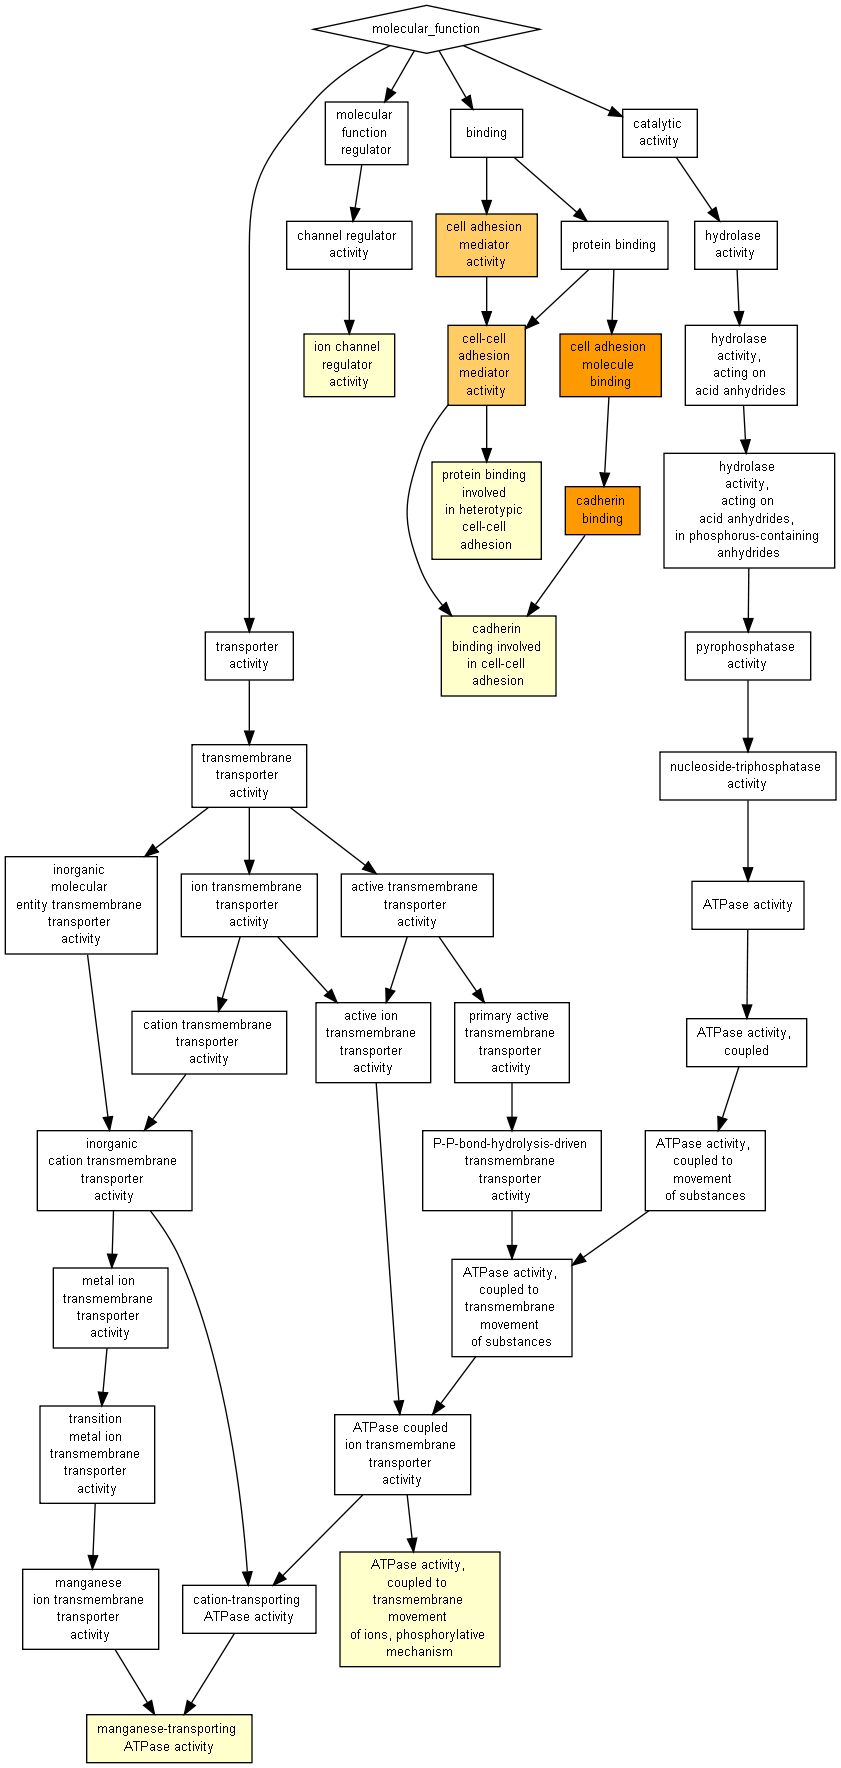 molecular_function
molecular
function
regulator
binding
catalytic
activity
channel regulator
activity
cell adhesion
mediator
activity
protein binding
hydrolase
activity
ion channel
regulator
activity
cell-cell
adhesion
mediator
activity
cell adhesion
molecule
binding
hydrolase
activity,
acting on
acid anhydrides
protein binding
involved
in heterotypic
cell-cell
adhesion
cadherin
binding
hydrolase
activity,
acting on
acid anhydrides,
in phosphorus-containing
anhydrides
transporter
activity
cadherin
binding involved
in cell-cell
adhesion
pyrophosphatase
activity
transmembrane
transporter
activity
nucleoside-triphosphatase
activity
inorganic
molecular
entity transmembrane
transporter
activity
ion transmembrane
transporter
activity
active transmembrane
transporter
activity
ATPase activity
cation transmembrane
transporter
activity
active ion
transmembrane
transporter
activity
primary active
transmembrane
transporter
activity
ATPase activity,
coupled
inorganic
cation transmembrane
transporter
activity
P-P-bond-hydrolysis-driven
transmembrane
transporter
activity
ATPase activity,
coupled to
movement
of substances
metal ion
transmembrane
transporter
activity
ATPase activity,
coupled to
transmembrane
movement
of substances
transition
metal ion
transmembrane
transporter
activity
ATPase coupled
ion transmembrane
transporter
activity
manganese
ion transmembrane
transporter
activity
cation-transporting
ATPase activity
ATPase activity,
coupled to
transmembrane
movement
of ions, phosphorylative
mechanism
manganese-transporting
ATPase activity